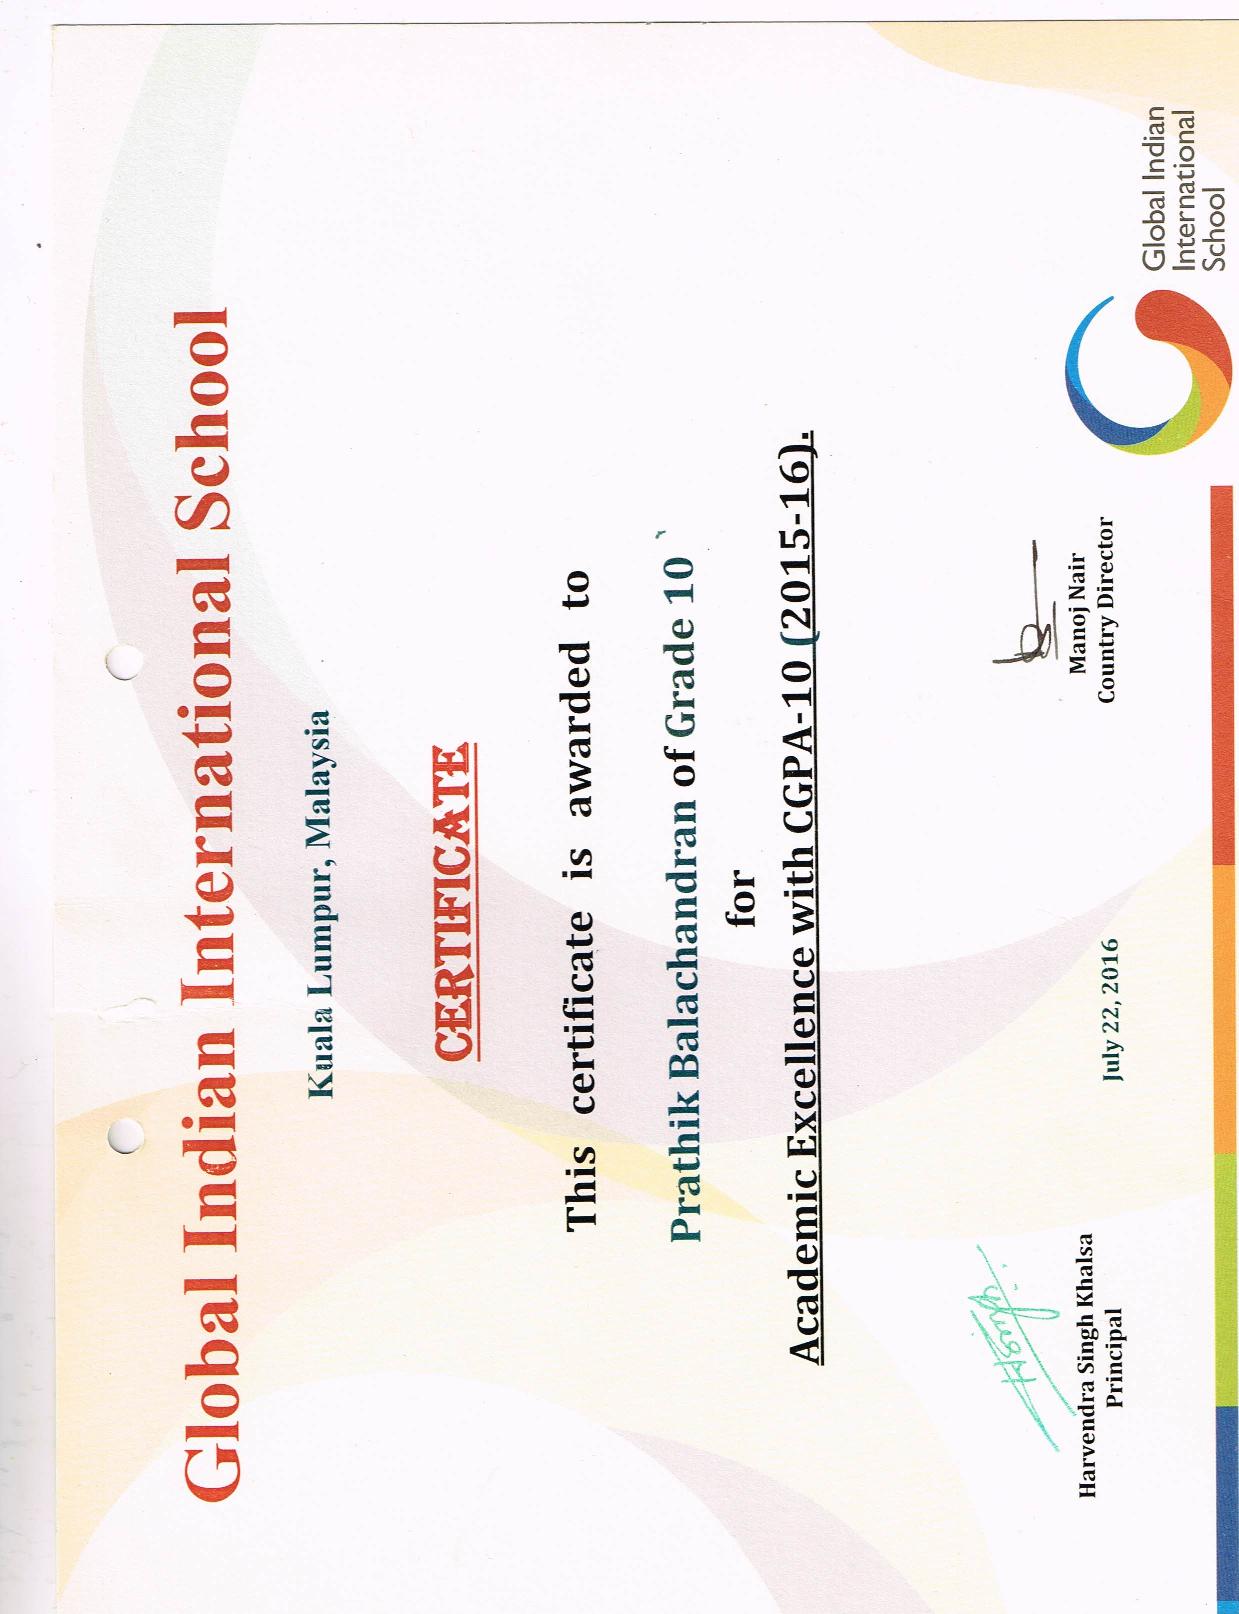 Global Indian International School
Kuala Lumpur, Malaysia
CERTIFICATE
This certificate is awarded to
Prathik Balachandran of Grade 10
for
Academic Excellence with CGPA-10 (2015-16).
Harvendra Singh Khalsa
Principal
July 22, 2016
Manoj Nair
Country Director
Global Indian
International
School